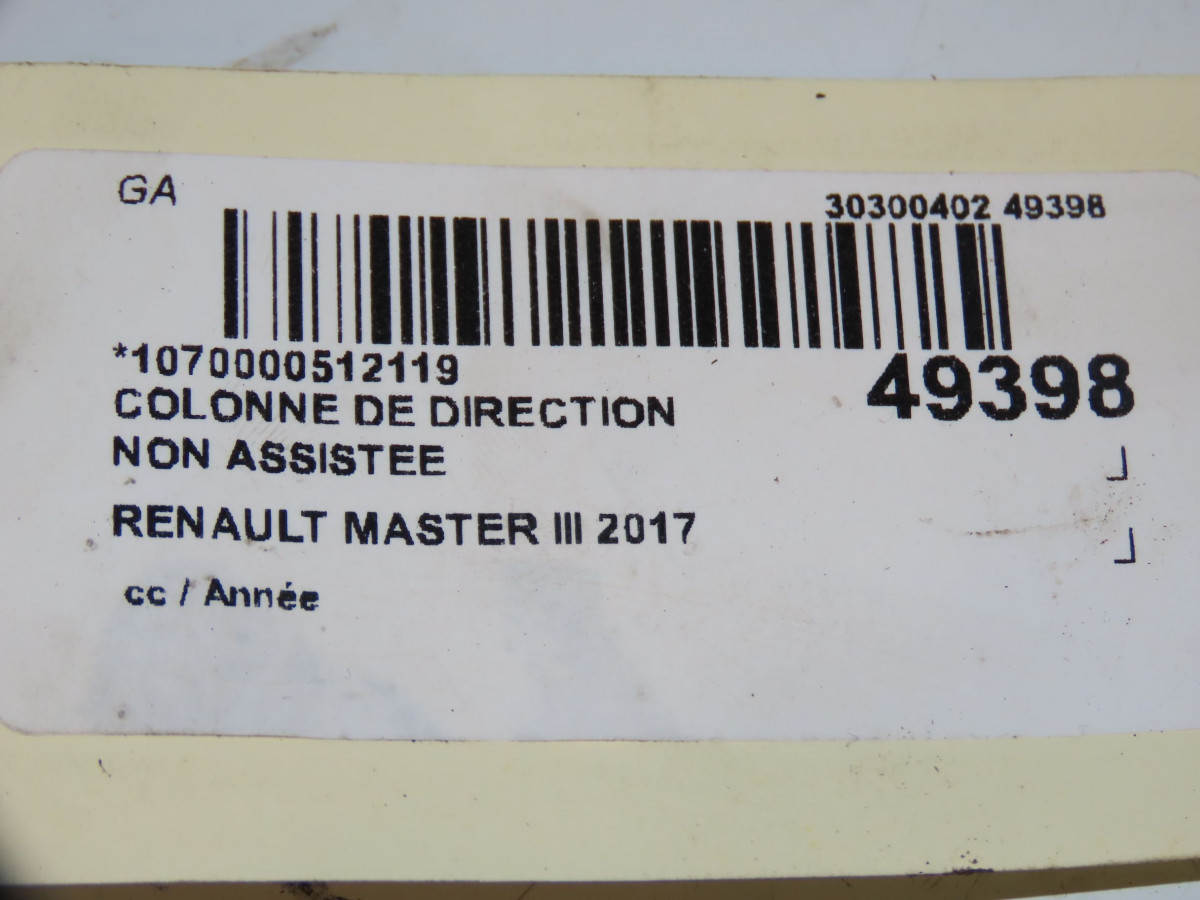 GA
30300402 49398
*1070000512119
49398
COLONNE DE DIRECTION
NON ASSISTEE
RENAULT MASTER III 2017
cc / Année